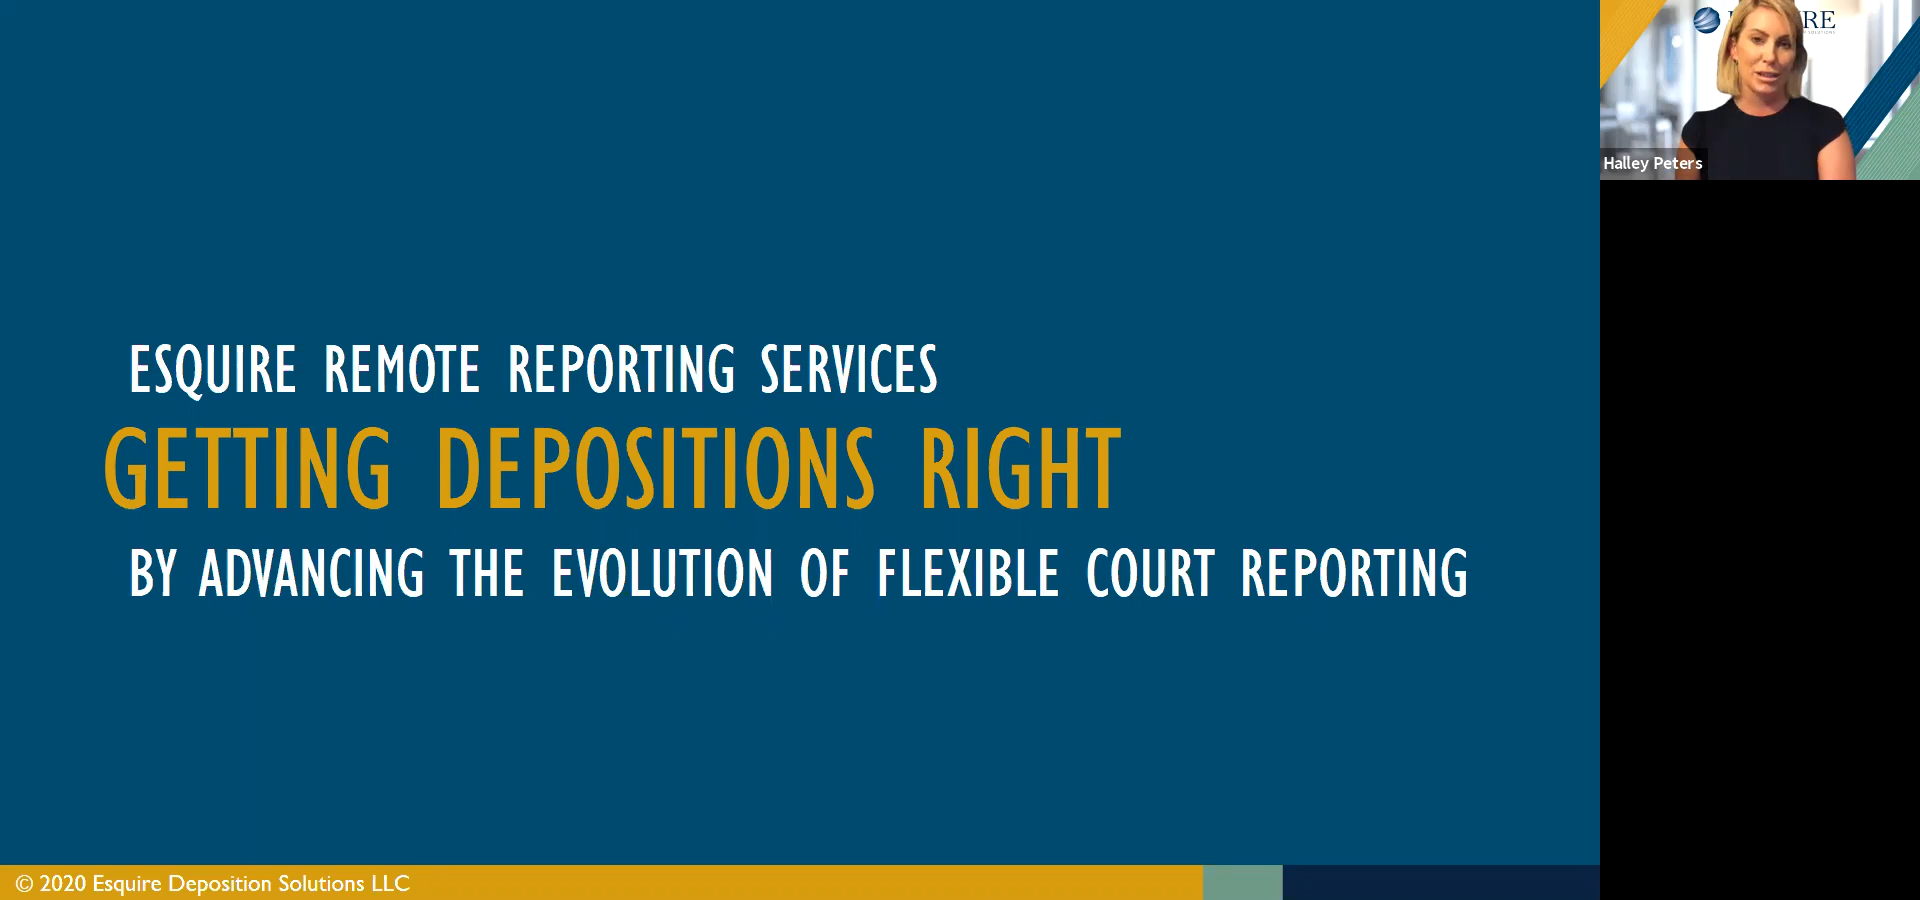 ESQUIRE REMOTE REPORTING SERVICES
GETTING DEPOSITIONS RIGHT
BY ADVANCING THE EVOLUTION OF FLEXIBLE COURT REPORTING
© 2020 Esquire Deposition Solutions LLC
Halley Peters